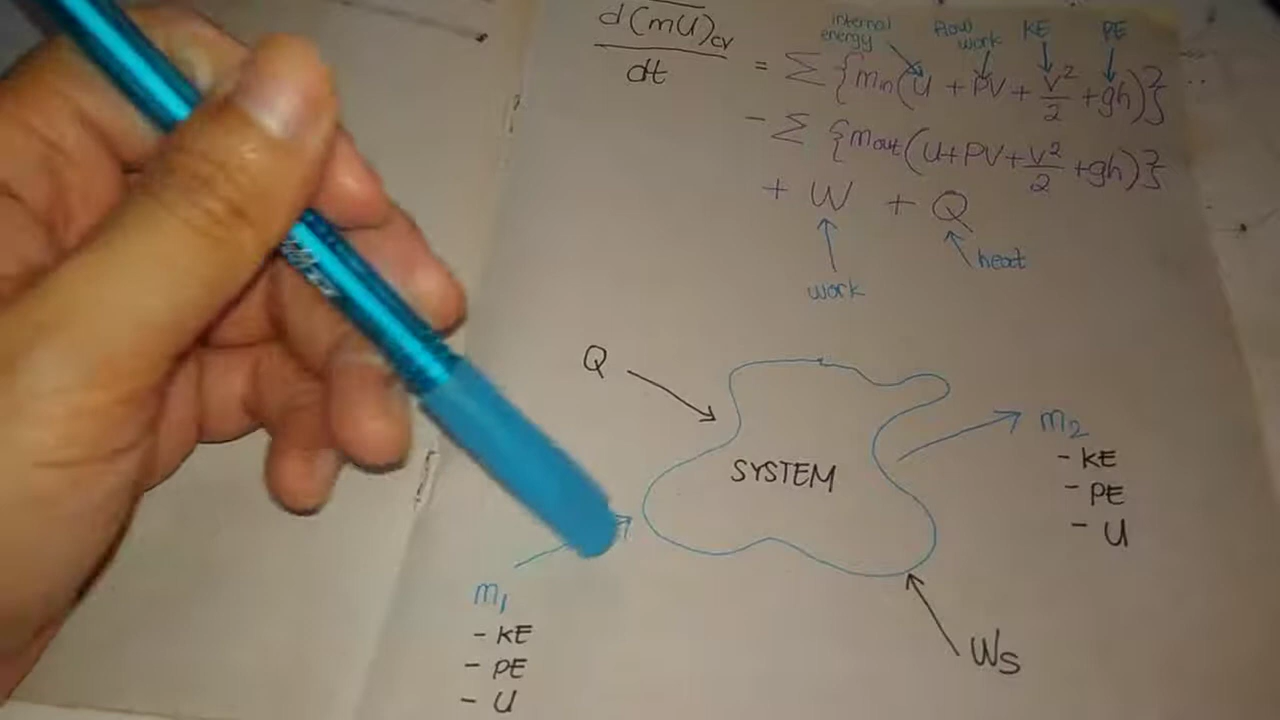 internal energy flow work KE PE
d(mU)cv/dt = Σ {min(U + PV + V²/2 + gh)}
- Σ {mout(U+PV+V²/2 +gh)}
+ W + Q
work heat
Q
SYSTEM
m₂
- KE
- PE
- U
m₁
- KE
- PE
- U
Ws